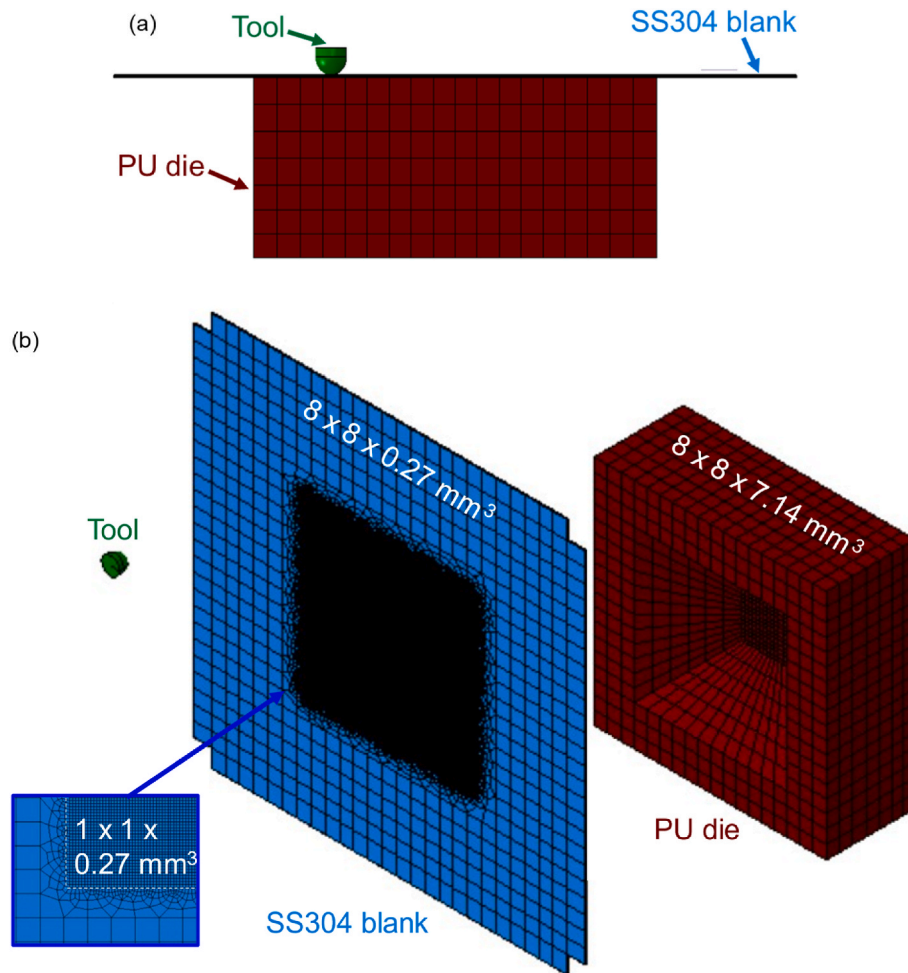 (a)
Tool
SS304 blank
PU die
(b)
8 x 8 x 0.27 mm³
8 x 8 x 7.14 mm³
Tool
1 x 1 x
0.27 mm³
PU die
SS304 blank